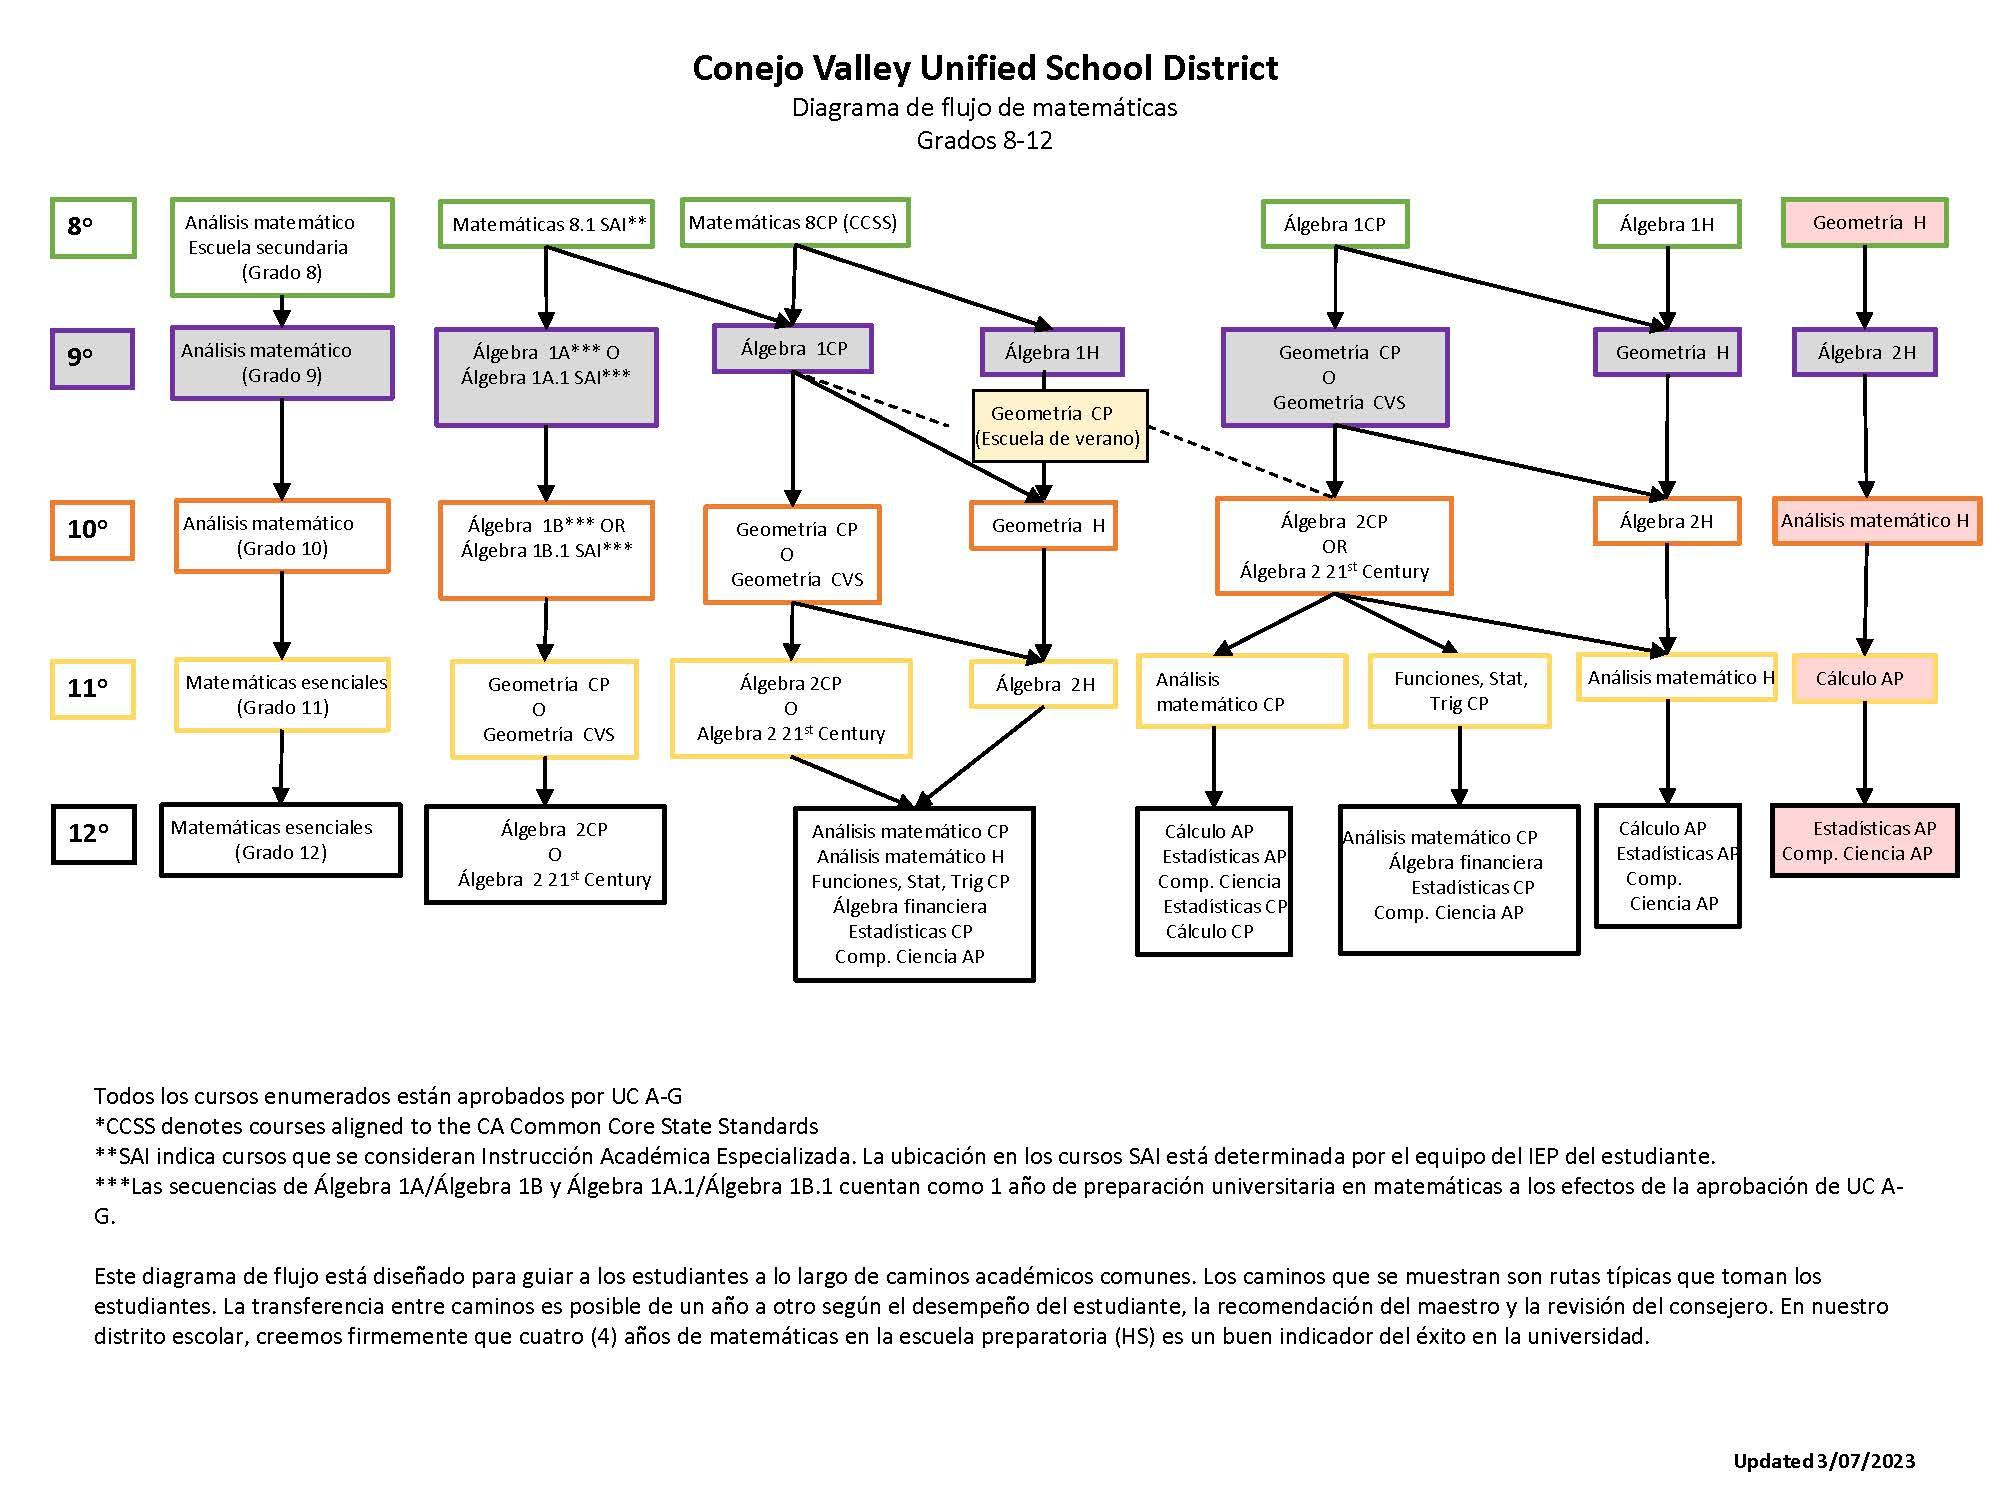 Conejo Valley Unified School District
Diagrama de flujo de matemáticas
Grados 8-12
8º
Análisis matemático
Escuela secundaria
(Grado 8)
Matemáticas 8.1 SAI**
Matemáticas 8CP (CCSS)
Álgebra 1CP
Álgebra 1H
Geometría H
9º
Análisis matemático
(Grado 9)
Álgebra 1A*** O
Álgebra 1A.1 SAI***
Álgebra 1CP
Álgebra 1H
Geometría CP
O
Geometría CVS
Geometría H
Álgebra 2H
Geometría CP
(Escuela de verano)
10º
Análisis matemático
(Grado 10)
Álgebra 1B*** OR
Álgebra 1B.1 SAI***
Geometría CP
O
Geometría CVS
Geometría H
Álgebra 2CP
OR
Álgebra 2 21st Century
Álgebra 2H
Análisis matemático H
11º
Matemáticas esenciales
(Grado 11)
Geometría CP
O
Geometría CVS
Álgebra 2CP
O
Algebra 2 21st Century
Álgebra 2H
Análisis
matemático CP
Funciones, Stat,
Trig CP
Análisis matemático H
Cálculo AP
12º
Matemáticas esenciales
(Grado 12)
Álgebra 2CP
O
Álgebra 2 21st Century
Análisis matemático CP
Análisis matemático H
Funciones, Stat, Trig CP
Álgebra financiera
Estadísticas CP
Comp. Ciencia AP
Cálculo AP
Estadísticas AP
Comp. Ciencia
Estadísticas CP
Cálculo CP
Análisis matemático CP
Álgebra financiera
Estadísticas CP
Comp. Ciencia AP
Cálculo AP
Estadísticas AP
Comp.
Ciencia AP
Estadísticas AP
Comp. Ciencia AP
Todos los cursos enumerados están aprobados por UC A-G
*CCSS denotes courses aligned to the CA Common Core State Standards
**SAI indica cursos que se consideran Instrucción Académica Especializada. La ubicación en los cursos SAI está determinada por el equipo del IEP del estudiante.
***Las secuencias de Álgebra 1A/Álgebra 1B y Álgebra 1A.1/Álgebra 1B.1 cuentan como 1 año de preparación universitaria en matemáticas a los efectos de la aprobación de UC A-
G.
Este diagrama de flujo está diseñado para guiar a los estudiantes a lo largo de caminos académicos comunes. Los caminos que se muestran son rutas típicas que toman los
estudiantes. La transferencia entre caminos es posible de un año a otro según el desempeño del estudiante, la recomendación del maestro y la revisión del consejero. En nuestro
distrito escolar, creemos firmemente que cuatro (4) años de matemáticas en la escuela preparatoria (HS) es un buen indicador del éxito en la universidad.
Updated 3/07/2023